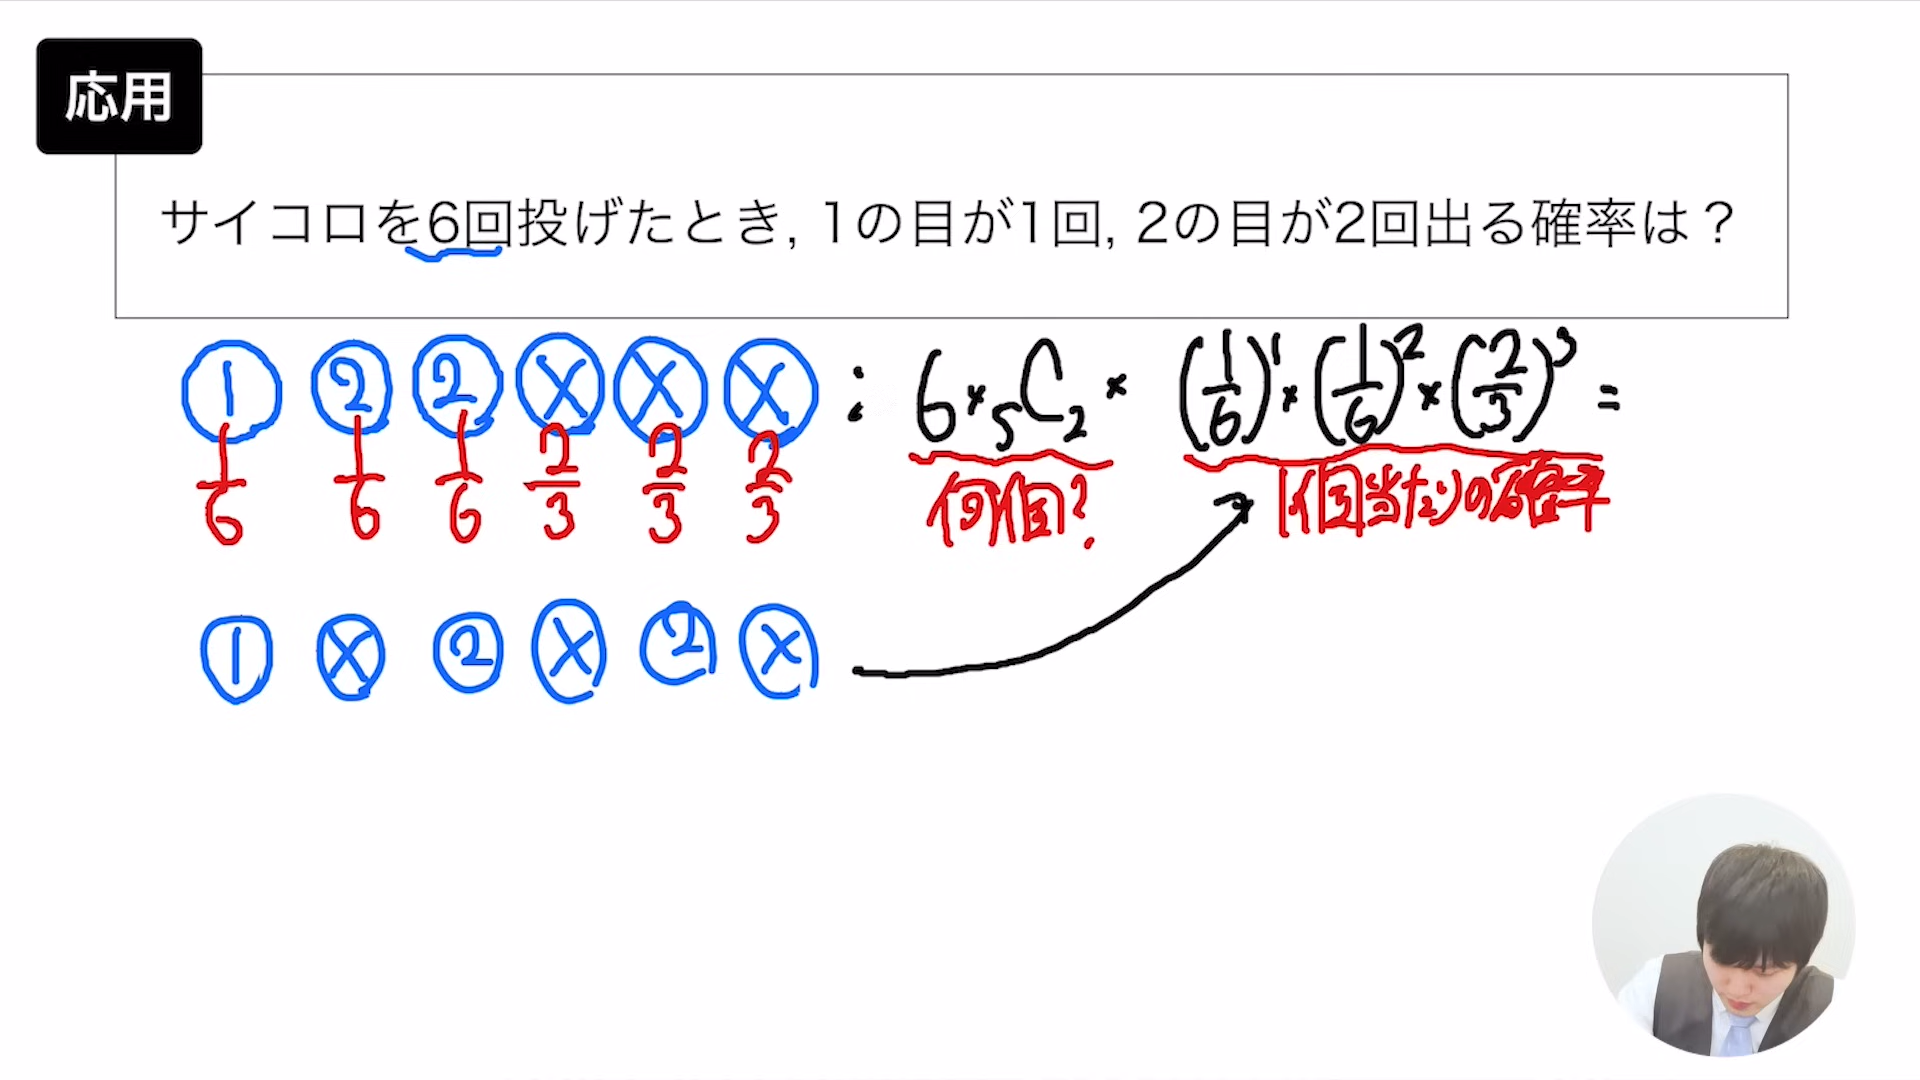 応用
サイコロを6回投げたとき, 1の目が1回, 2の目が2回出る確率は？
① ② ② Ⓧ Ⓧ Ⓧ : 6×₅C₂×(1/6)¹×(1/6)²×(2/3)³=
1/6 1/6 1/6 2/3 2/3 2/3 何個? 1個当たりの確率
① Ⓧ ② Ⓧ ② Ⓧ